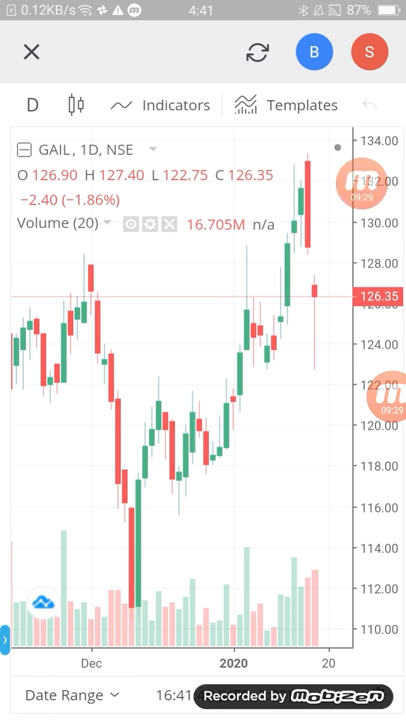 0.12KB/s 4:41 87%
B S
D Indicators Templates
GAIL, 1D, NSE
O 126.90 H 127.40 L 122.75 C 126.35
−2.40 (−1.86%)
Volume (20) 16.705M n/a
134.00
132.00
09:29
130.00
128.00
126.35
124.00
122.00
09:29
120.00
118.00
116.00
114.00
112.00
110.00
Dec 2020 20
Date Range 16:41
Recorded by Mobizen